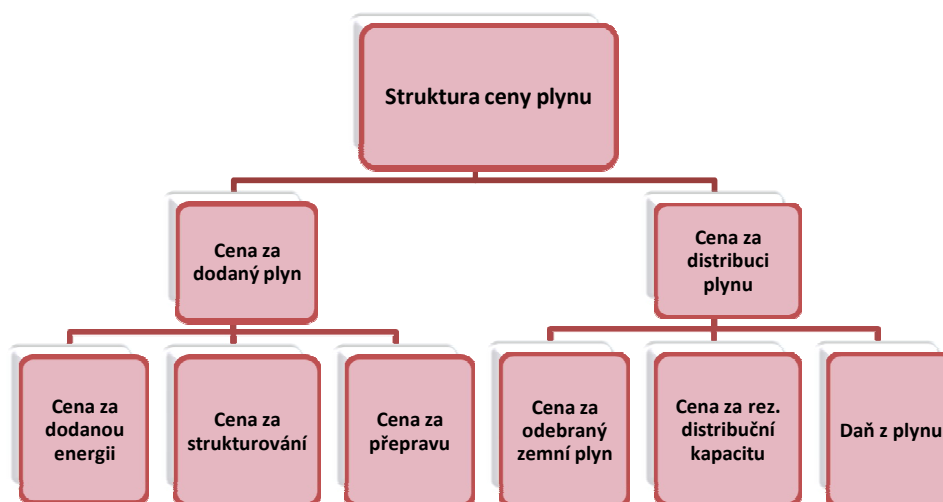 Struktura ceny plynu
Cena za
dodaný plyn
Cena za
distribuci
plynu
Cena za
dodanou
energii
Cena za
strukturování
Cena za
přepravu
Cena za
odebraný
zemní plyn
Cena za rez.
distribuční
kapacitu
Daň z plynu